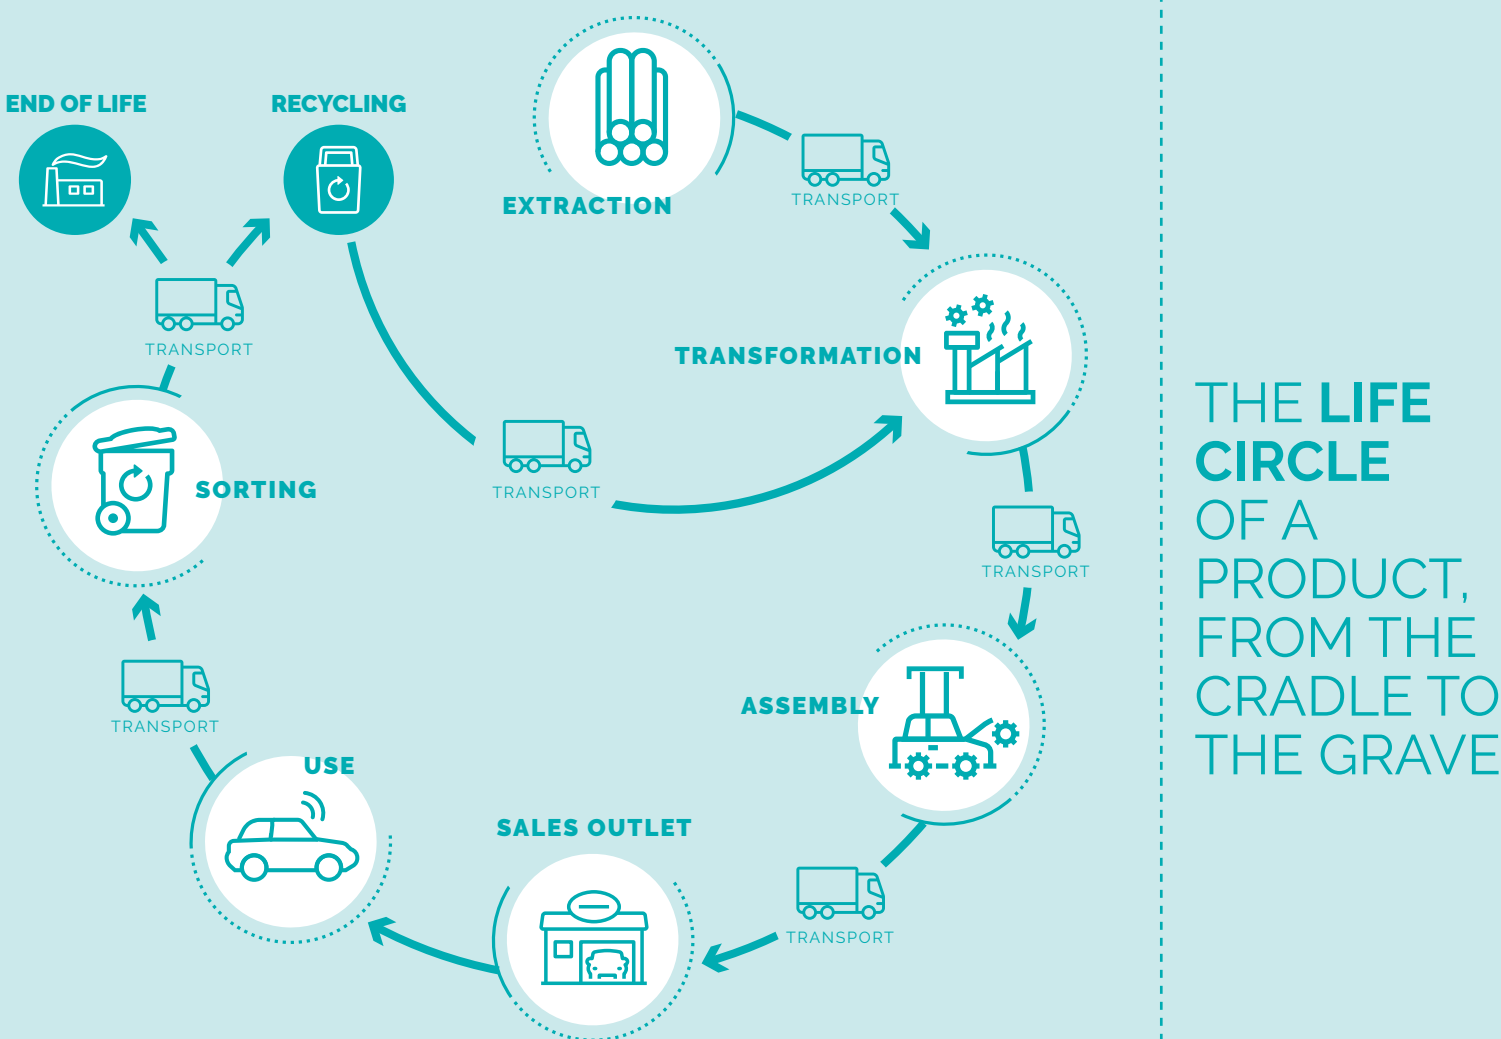 END OF LIFE
RECYCLING
EXTRACTION
TRANSPORT
TRANSFORMATION
TRANSPORT
SORTING
TRANSPORT
TRANSPORT
ASSEMBLY
TRANSPORT
USE
SALES OUTLET
TRANSPORT
THE LIFE
CIRCLE
OF A
PRODUCT,
FROM THE
CRADLE TO
THE GRAVE